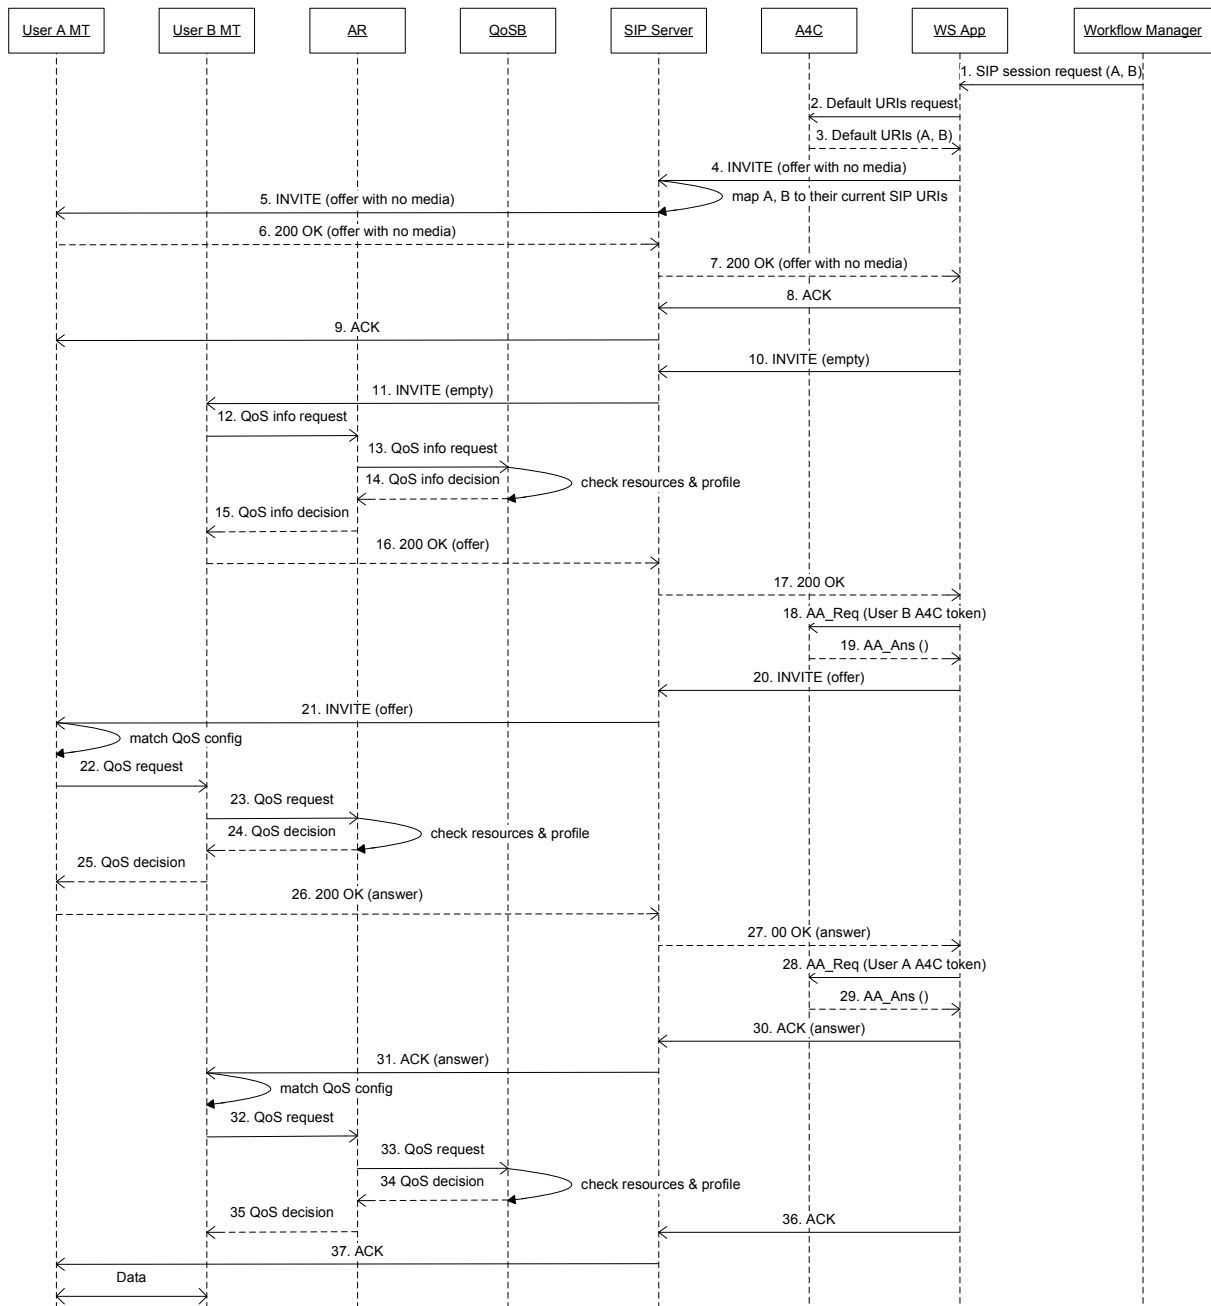 User A MT
User B MT
AR
QoSB
SIP Server
A4C
WS App
Workflow Manager
1. SIP session request (A, B)
2. Default URIs request
3. Default URIs (A, B)
4. INVITE (offer with no media)
map A, B to their current SIP URIs
5. INVITE (offer with no media)
6. 200 OK (offer with no media)
7. 200 OK (offer with no media)
8. ACK
9. ACK
10. INVITE (empty)
11. INVITE (empty)
12. QoS info request
13. QoS info request
14. QoS info decision
check resources & profile
15. QoS info decision
16. 200 OK (offer)
17. 200 OK
18. AA_Req (User B A4C token)
19. AA_Ans ()
20. INVITE (offer)
21. INVITE (offer)
match QoS config
22. QoS request
23. QoS request
24. QoS decision
check resources & profile
25. QoS decision
26. 200 OK (answer)
27. 00 OK (answer)
28. AA_Req (User A A4C token)
29. AA_Ans ()
30. ACK (answer)
31. ACK (answer)
match QoS config
32. QoS request
33. QoS request
34 QoS decision
check resources & profile
35 QoS decision
36. ACK
37. ACK
Data